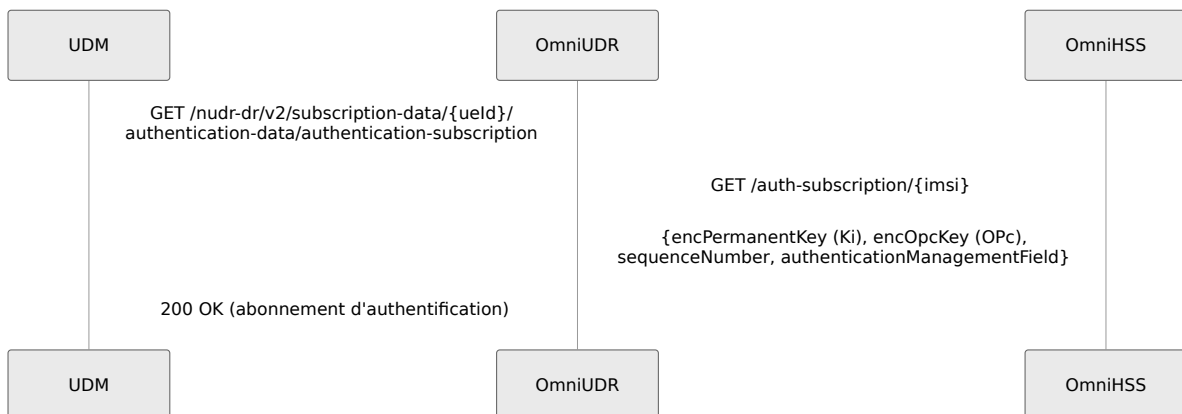 UDM
OmniUDR
OmniHSS
GET /nudr-dr/v2/subscription-data/{ueId}/
authentication-data/authentication-subscription
GET /auth-subscription/{imsi}
{encPermanentKey (Ki), encOpcKey (OPc),
sequenceNumber, authenticationManagementField}
200 OK (abonnement d'authentification)
UDM
OmniUDR
OmniHSS